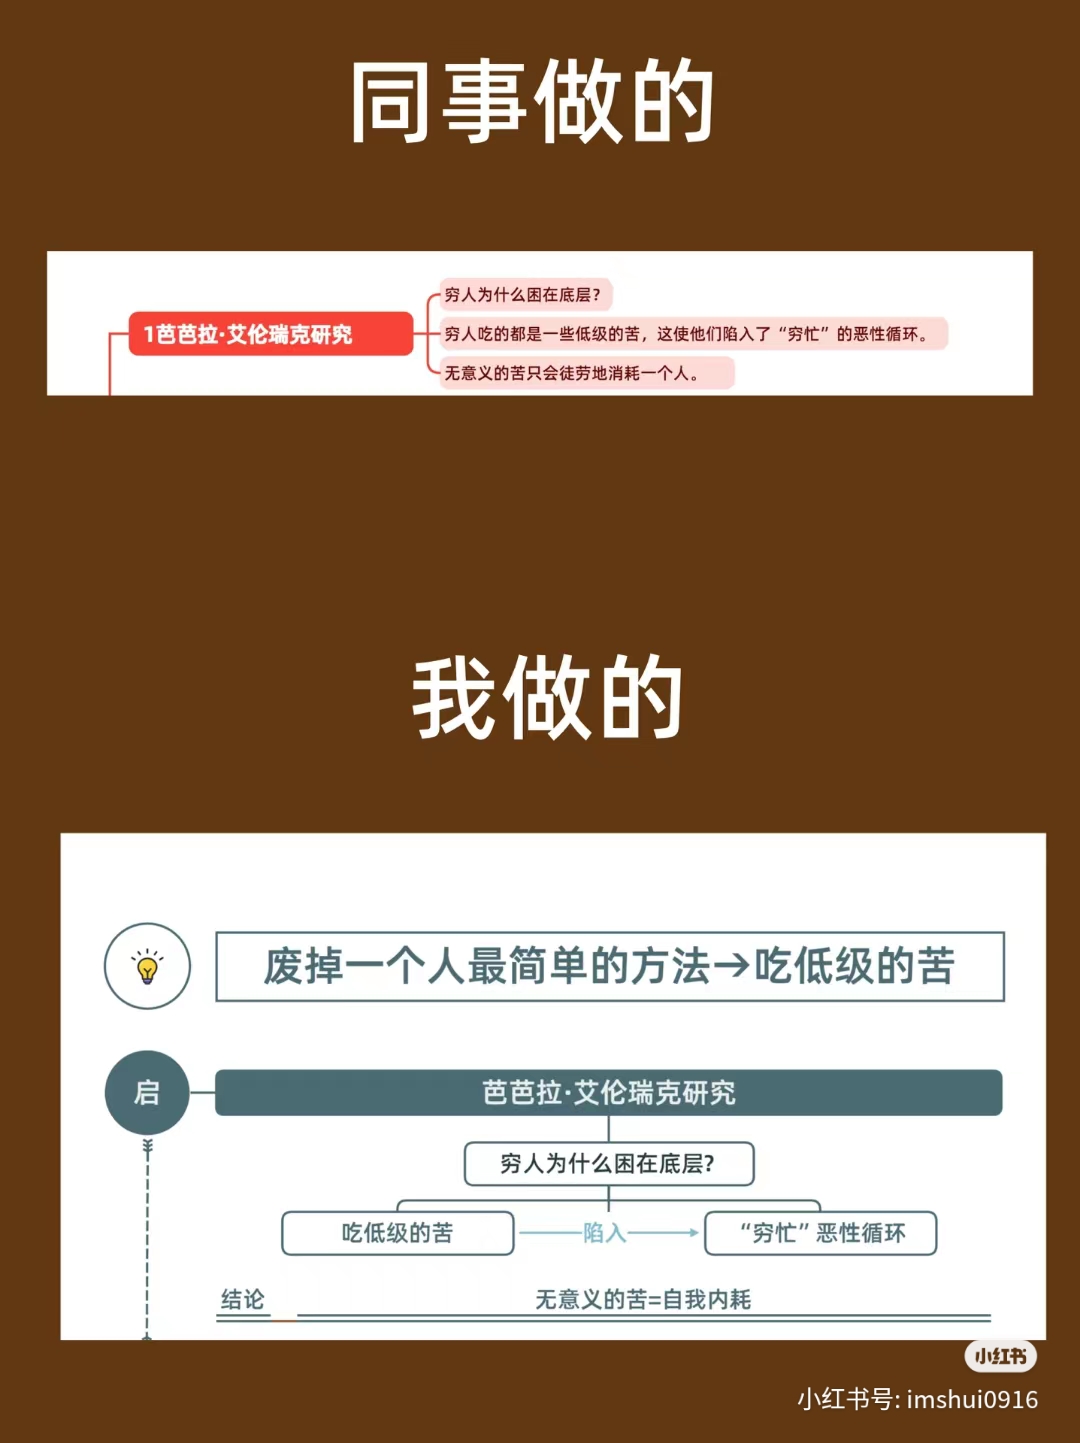 同事做的
穷人为什么困在底层？
1芭芭拉·艾伦瑞克研究
穷人吃的都是一些低级的苦，这使他们陷入了“穷忙”的恶性循环。
无意义的苦只会徒劳地消耗一个人。
我做的
废掉一个人最简单的方法→吃低级的苦
启
芭芭拉·艾伦瑞克研究
穷人为什么困在底层?
吃低级的苦
陷入
“穷忙”恶性循环
结论
无意义的苦=自我内耗
小红书
小红书号: imshui0916